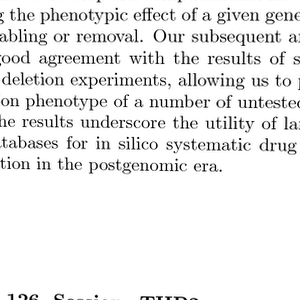 the phenotypic effect of a given gene
abling or removal. Our subsequent
good agreement with the results of s
deletion experiments, allowing us to p
on phenotype of a number of untested
he results underscore the utility of la
tabases for in silico systematic drug
tion in the postgenomic era.
126 Session